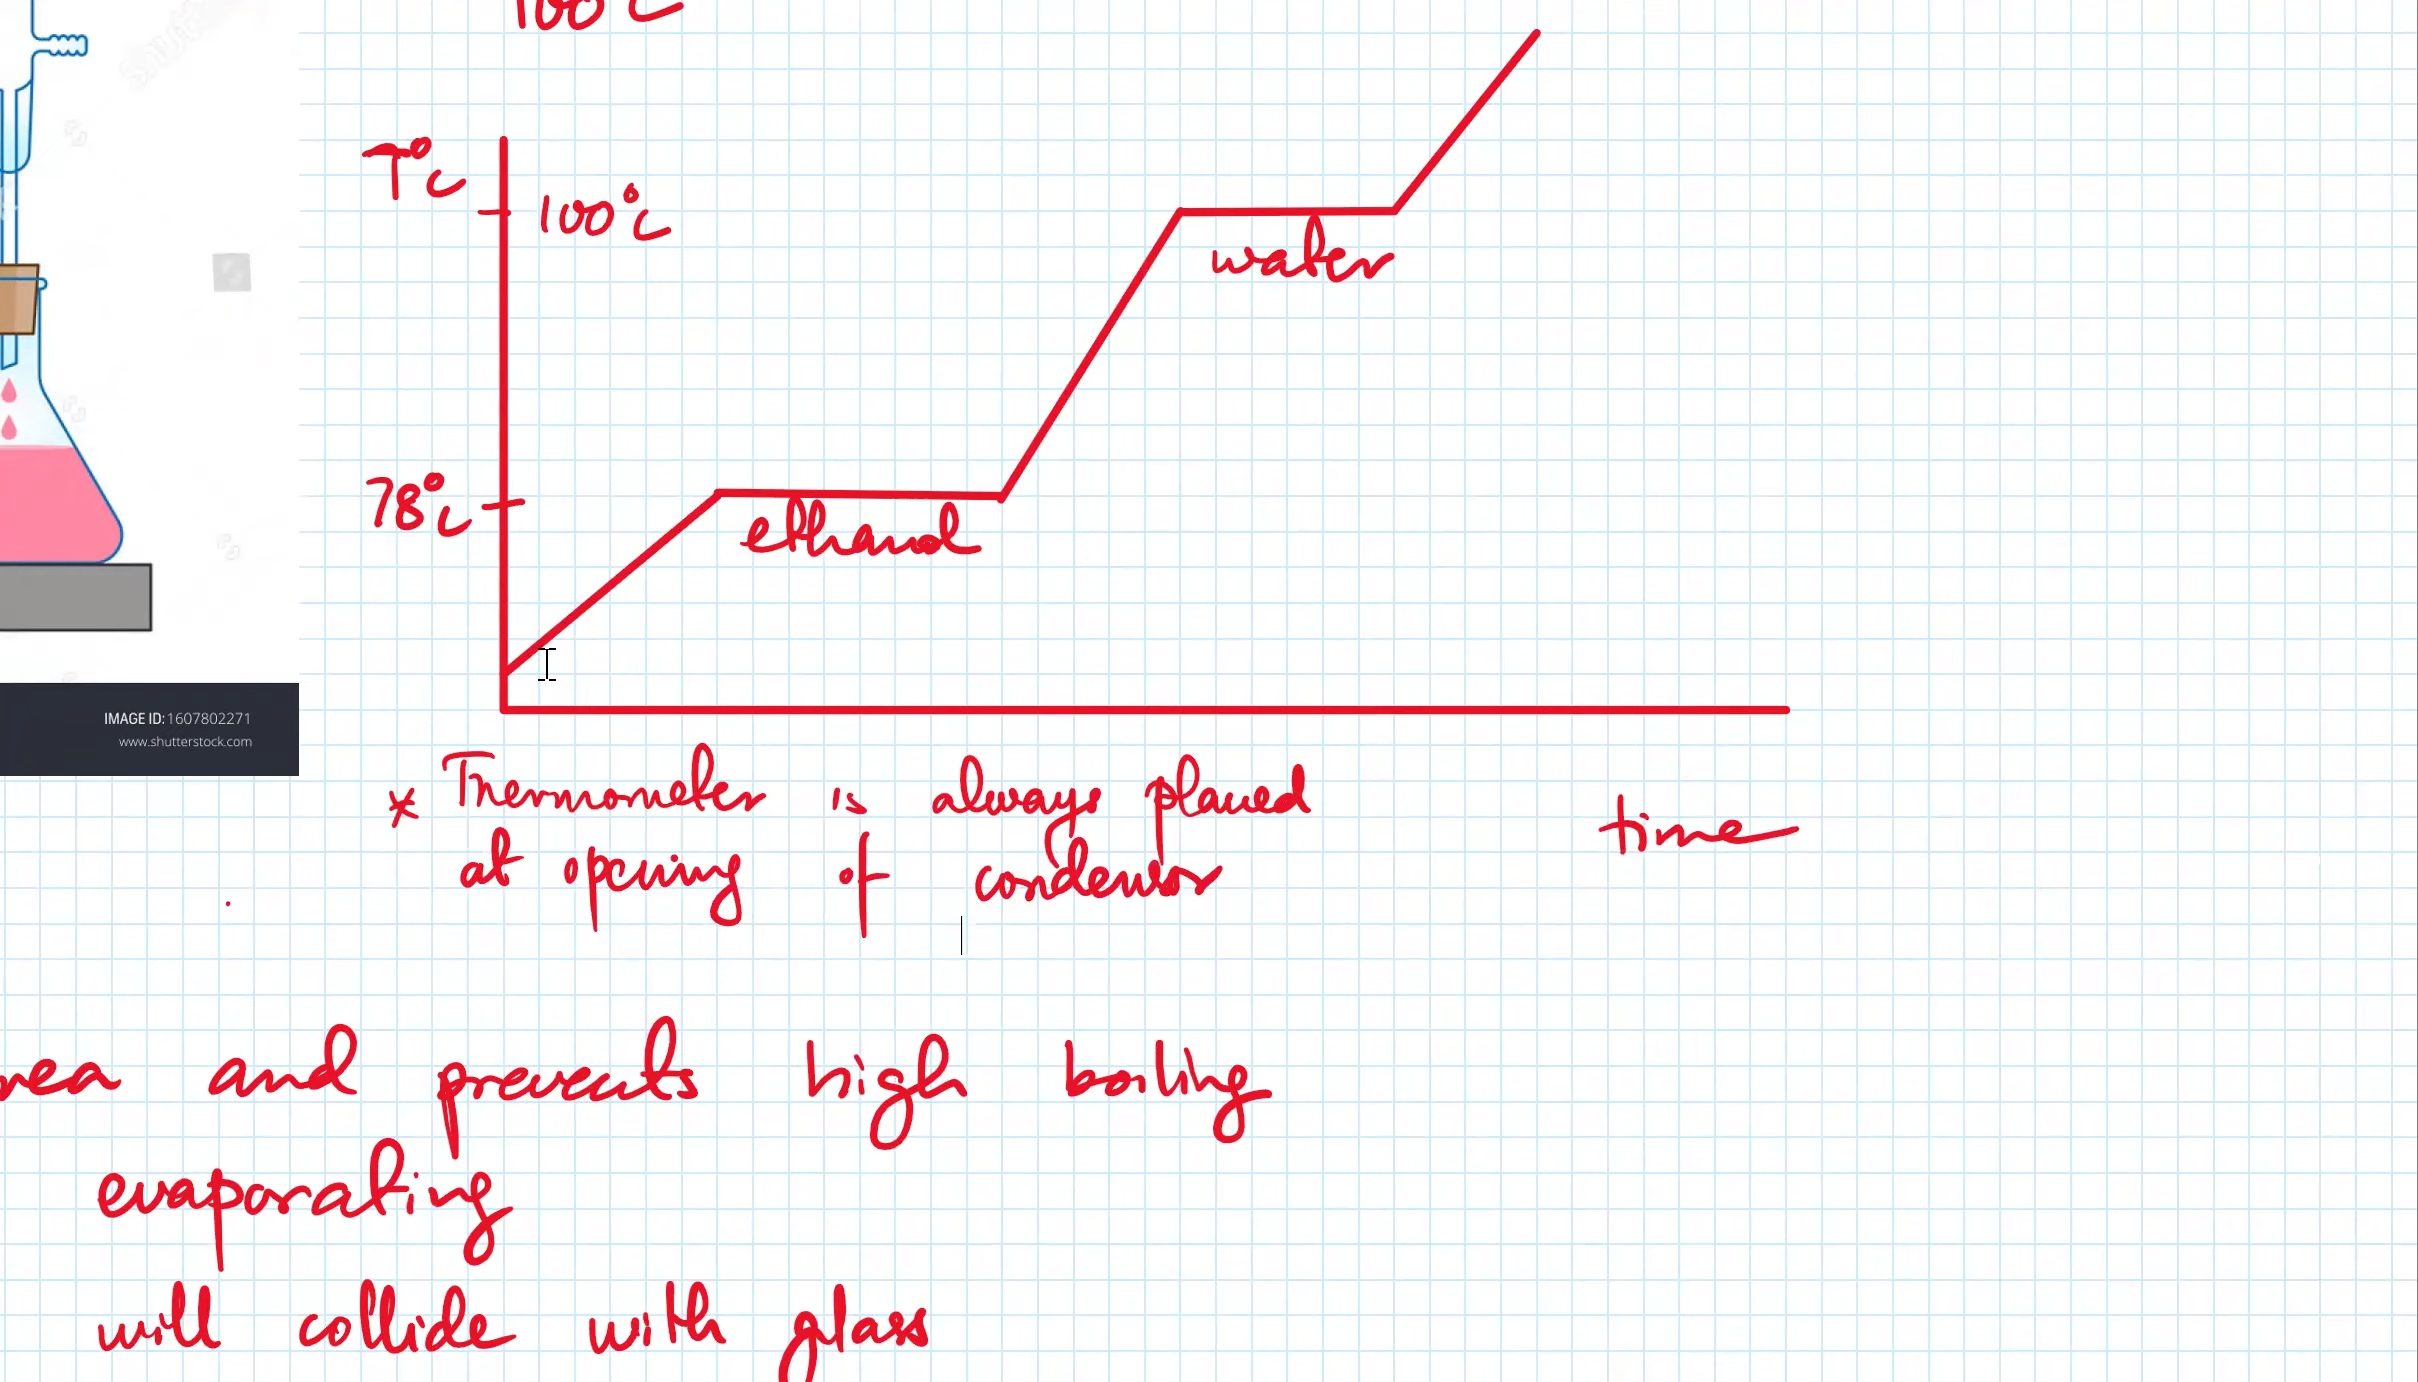 100°C
T°C
100°C
water
78°C
ethanol
IMAGE ID: 1607802271
www.shutterstock.com
* Thermometer is always placed
at opening of condensor
time
and prevents high boiling
evaporating
will collide with glass